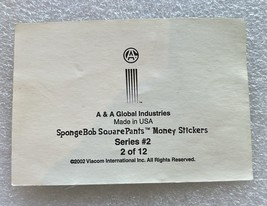 A
A & A Global Industries
Made in USA
SpongeBob SquarePants™ Money Stickers
Series #2
2 of 12
©2002 Viacom International Inc. All Rights Reserved.